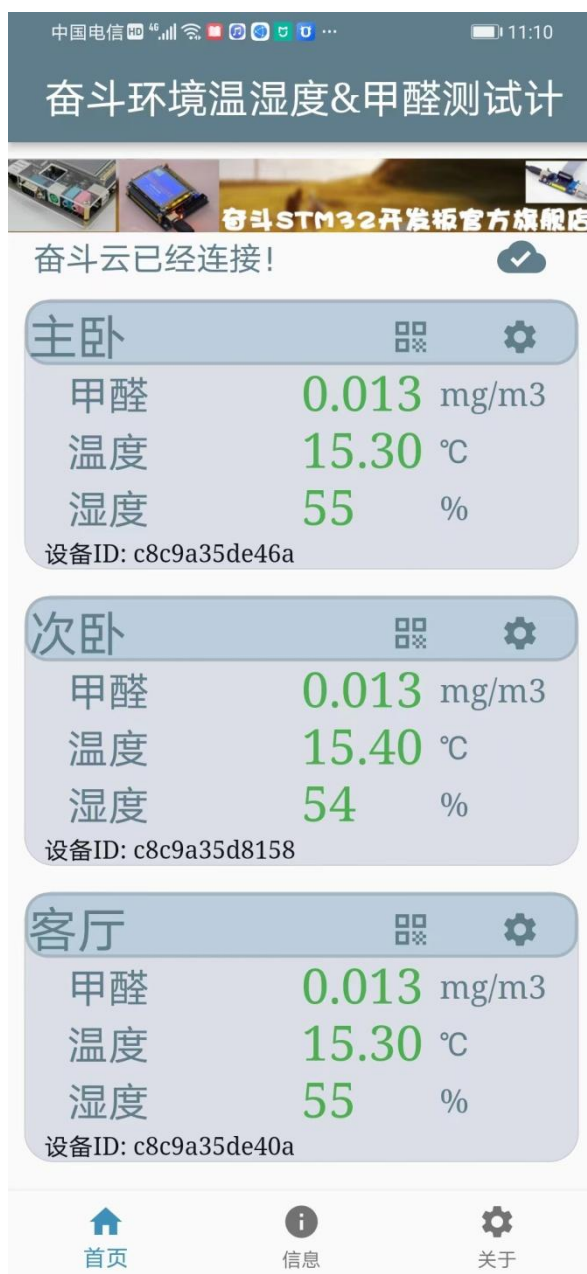 中国电信 HD 4G 11:10
奋斗环境温湿度&甲醛测试计
奋斗STM32开发板官方旗舰店
奋斗云已经连接!
主卧
甲醛 0.013 mg/m3
温度 15.30 ℃
湿度 55 %
设备ID: c8c9a35de46a
次卧
甲醛 0.013 mg/m3
温度 15.40 ℃
湿度 54 %
设备ID: c8c9a35d8158
客厅
甲醛 0.013 mg/m3
温度 15.30 ℃
湿度 55 %
设备ID: c8c9a35de40a
首页 信息 关于